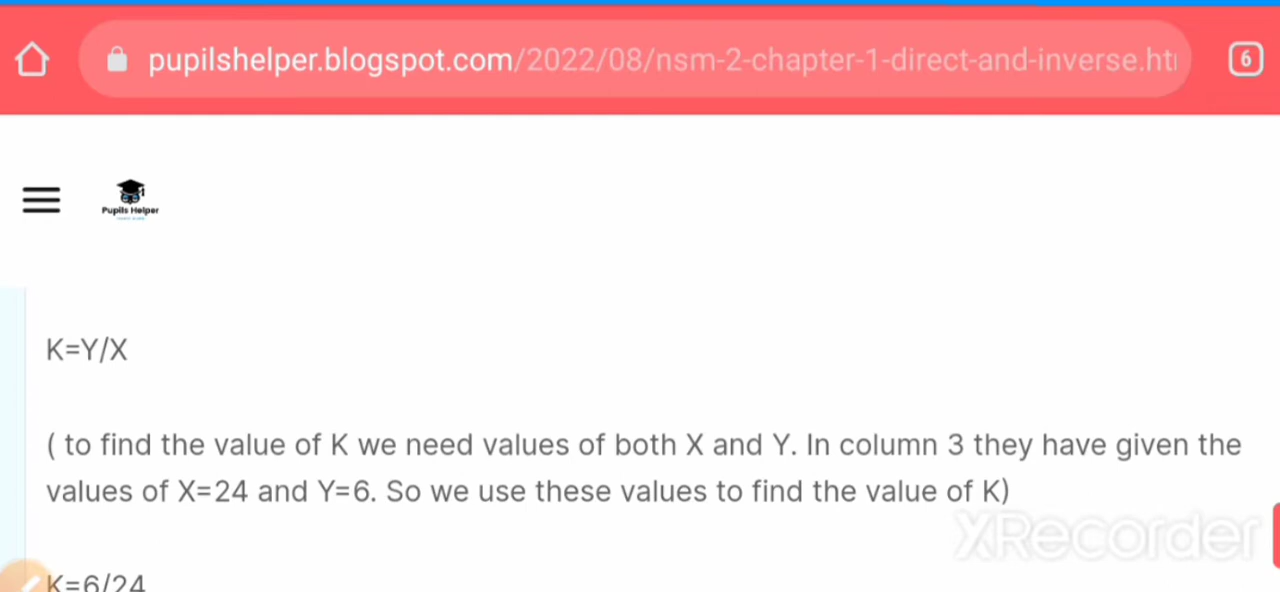 pupilshelper.blogspot.com/2022/08/nsm-2-chapter-1-direct-and-inverse.ht
6
Pupils Helper
K=Y/X
( to find the value of K we need values of both X and Y. In column 3 they have given the
values of X=24 and Y=6. So we use these values to find the value of K)
XRecorder
K=6/24